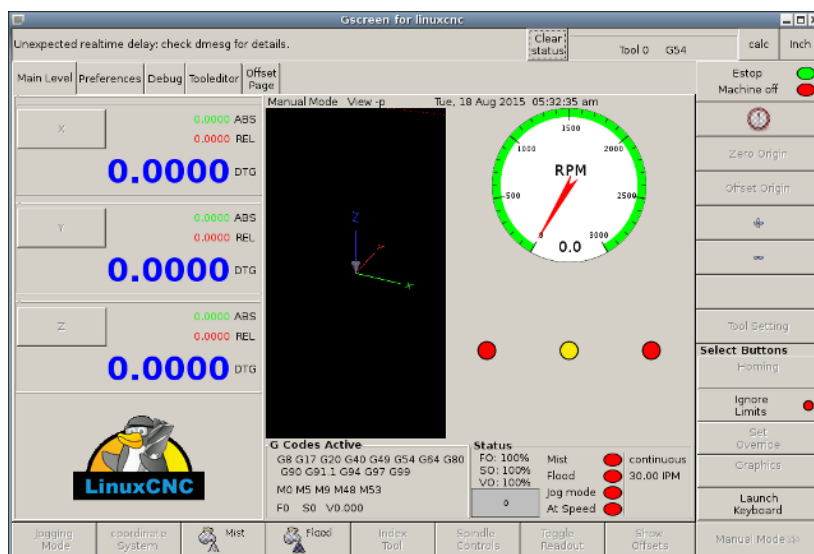 Gscreen for linuxcnc
Unexpected realtime delay: check dmesg for details.
Clear status
Tool 0 G54
calc
Inch
Main Level
Preferences
Debug
Tooleditor
Offset Page
Estop
Machine off
Manual Mode View -p Tue, 18 Aug 2015 05:32:35 am
X
0.0000 ABS
0.0000 REL
0.0000 DTG
Y
0.0000 ABS
0.0000 REL
0.0000 DTG
Z
0.0000 ABS
0.0000 REL
0.0000 DTG
LinuxCNC
Z
Y
X
0
500
1000
1500
2000
2500
3000
RPM
0.0
Zero Origin
Offset Origin
Tool Setting
Select Buttons
Homing
Ignore Limits
Set Override
Graphics
Launch Keyboard
Manual Mode >>
G Codes Active
G8 G17 G20 G40 G49 G54 G64 G80
G90 G91.1 G94 G97 G99
M0 M5 M9 M48 M53
F0 S0 V0.000
Status
FO: 100%
SO: 100%
VO: 100%
0
Mist
Flood
Jog mode
At Speed
continuous
30.00 IPM
Jogging Mode
coordinate System
Mist
Flood
Index Tool
Spindle Controls
Toggle Readout
Show Offsets